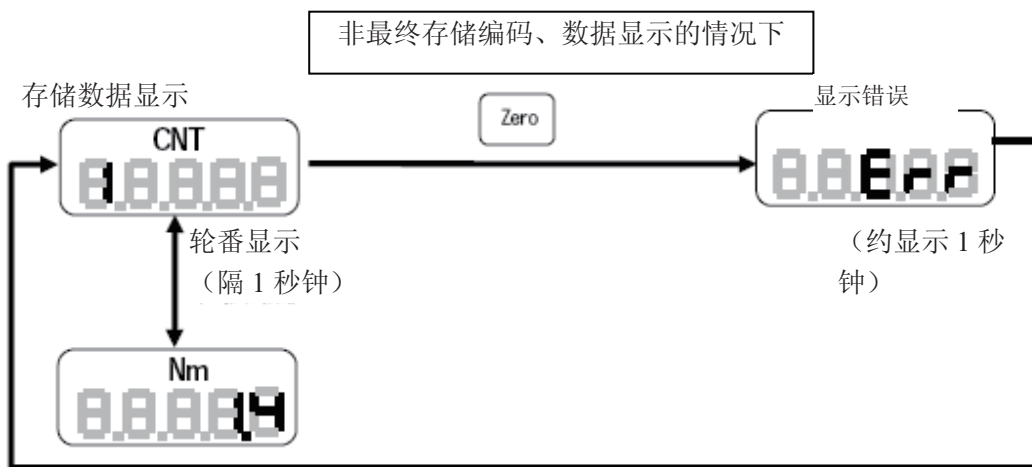 非最终存储编码、数据显示的情况下
存储数据显示
Zero
显示错误
CNT
1
Err
轮番显示
（隔 1 秒钟）
（约显示 1 秒
钟）
Nm
1.4